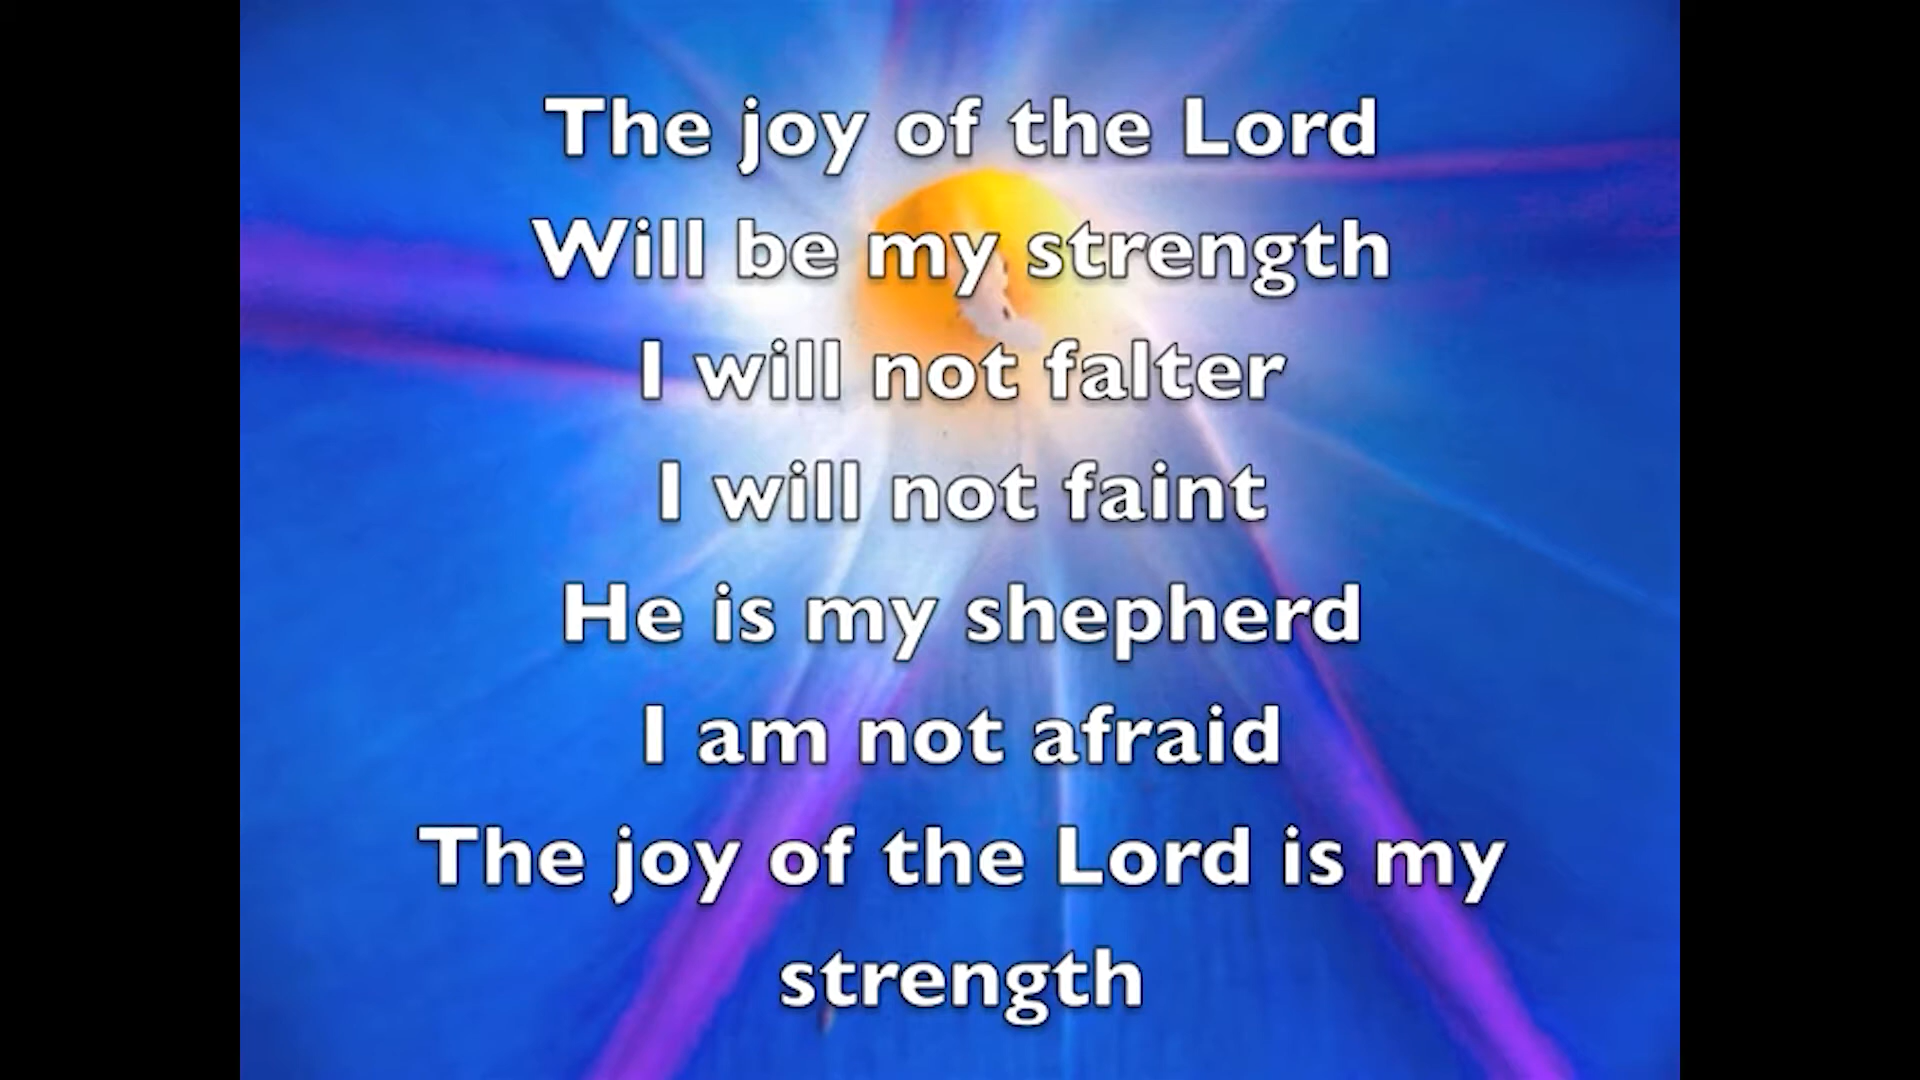 The joy of the Lord
Will be my strength
I will not falter
I will not faint
He is my shepherd
I am not afraid
The joy of the Lord is my
strength